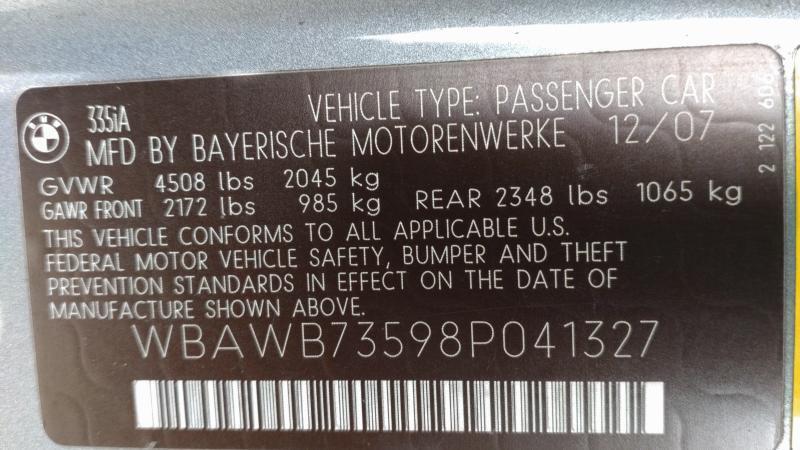 BMW
335iA VEHICLE TYPE: PASSENGER CAR
MFD BY BAYERISCHE MOTORENWERKE 12/07
2 122 606
GVWR 4508 lbs 2045 kg
GAWR FRONT 2172 lbs 985 kg REAR 2348 lbs 1065 kg
THIS VEHICLE CONFORMS TO ALL APPLICABLE U.S.
FEDERAL MOTOR VEHICLE SAFETY, BUMPER AND THEFT
PREVENTION STANDARDS IN EFFECT ON THE DATE OF
MANUFACTURE SHOWN ABOVE.
WBAWB73598P041327